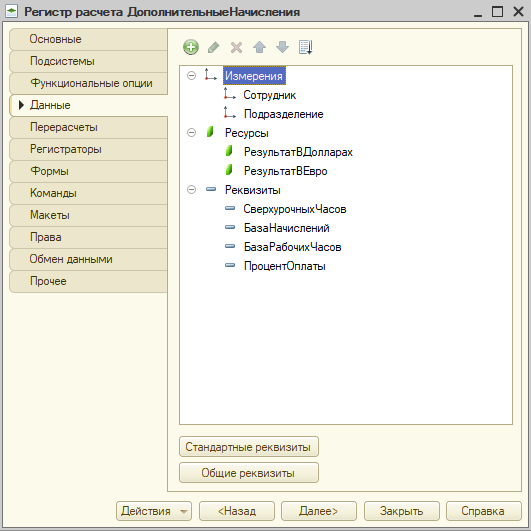 Регистр расчета ДополнительныеНачисления
Основные
Подсистемы
Функциональные опции
Данные
Перерасчеты
Регистраторы
Формы
Команды
Макеты
Права
Обмен данными
Прочее
Измерения
Сотрудник
Подразделение
Ресурсы
РезультатВДолларах
РезультатВЕвро
Реквизиты
СверхурочныхЧасов
БазаНачислений
БазаРабочихЧасов
ПроцентОплаты
Стандартные реквизиты
Общие реквизиты
Действия <Назад Далее> Закрыть Справка